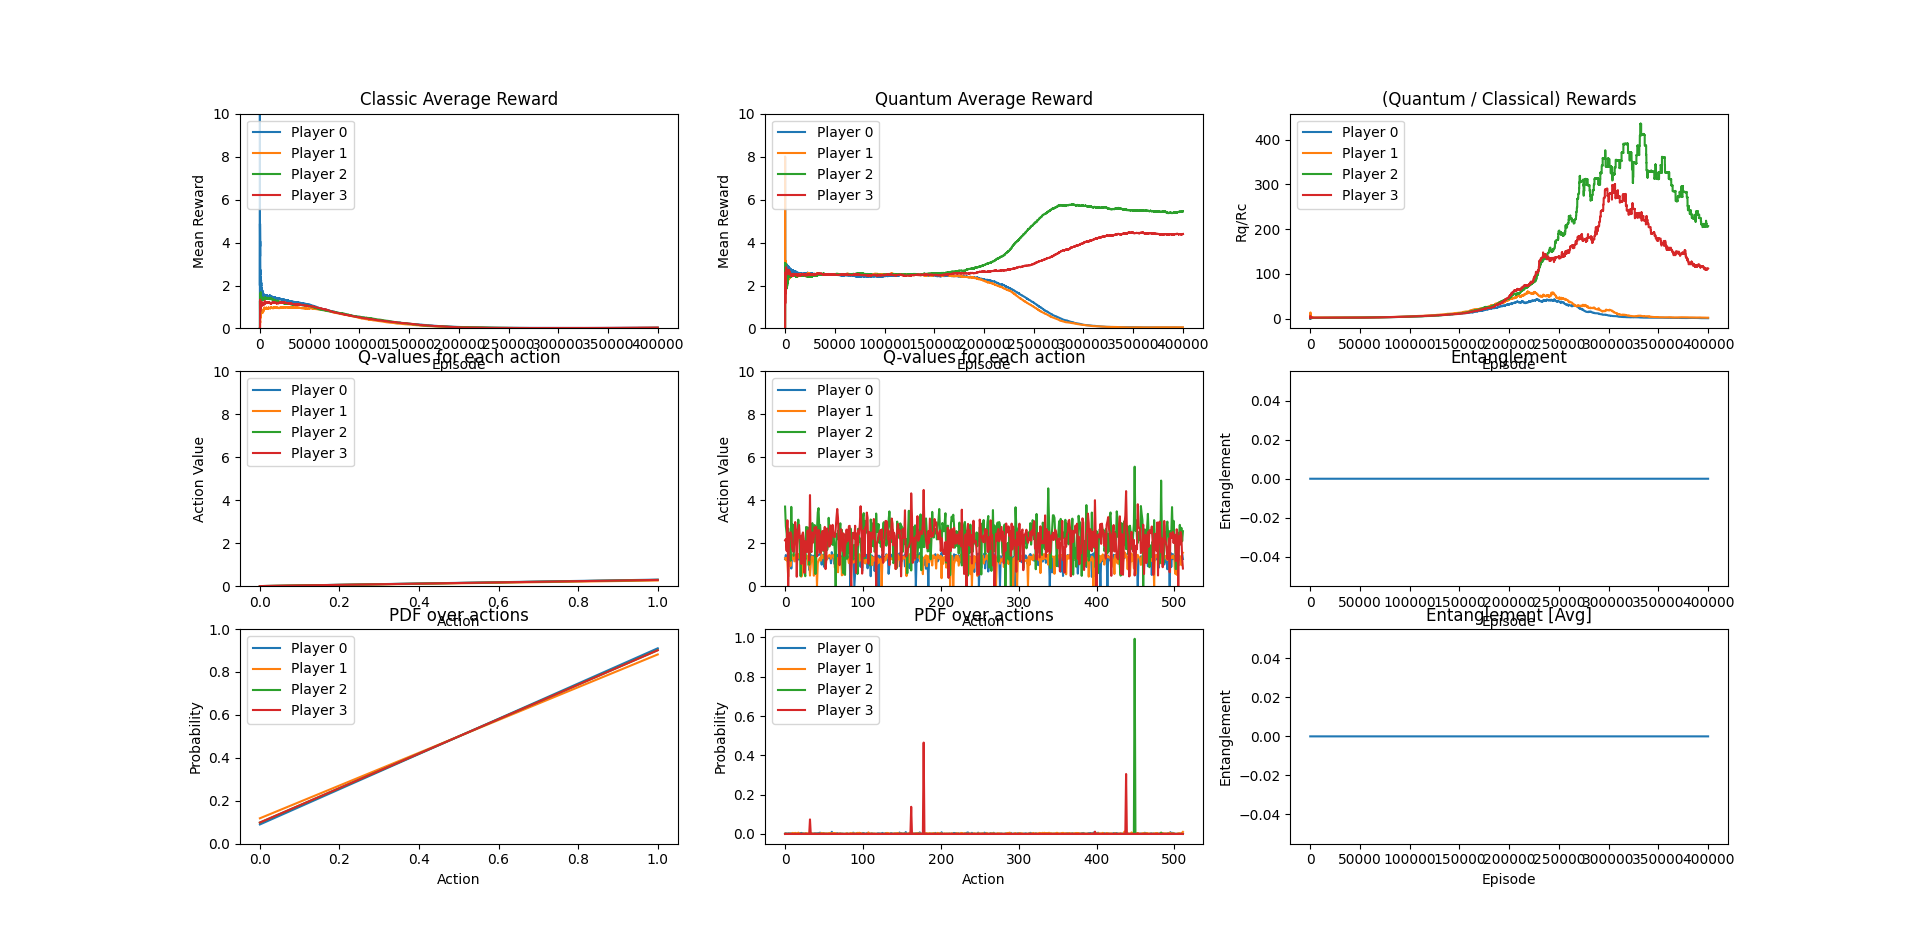 Classic Average Reward
Mean Reward
10
8
6
4
2
0
Player 0
Player 1
Player 2
Player 3
0 50000 100000 150000 200000 250000 300000 350000 400000
Episode
Quantum Average Reward
Mean Reward
10
8
6
4
2
0
Player 0
Player 1
Player 2
Player 3
0 50000 100000 150000 200000 250000 300000 350000 400000
Episode
(Quantum / Classical) Rewards
Rq/Rc
400
300
200
100
0
Player 0
Player 1
Player 2
Player 3
0 50000 100000 150000 200000 250000 300000 350000 400000
Episode
Q-values for each action
Action Value
10
8
6
4
2
0
Player 0
Player 1
Player 2
Player 3
0.0 0.2 0.4 0.6 0.8 1.0
Action
Q-values for each action
Action Value
10
8
6
4
2
0
Player 0
Player 1
Player 2
Player 3
0 100 200 300 400 500
Action
Entanglement
Entanglement
0.04
0.02
0.00
−0.02
−0.04
0 50000 100000 150000 200000 250000 300000 350000 400000
Episode
PDF over actions
Probability
1.0
0.8
0.6
0.4
0.2
0.0
Player 0
Player 1
Player 2
Player 3
0.0 0.2 0.4 0.6 0.8 1.0
Action
PDF over actions
Probability
1.0
0.8
0.6
0.4
0.2
0.0
Player 0
Player 1
Player 2
Player 3
0 100 200 300 400 500
Action
Entanglement [Avg]
Entanglement
0.04
0.02
0.00
−0.02
−0.04
0 50000 100000 150000 200000 250000 300000 350000 400000
Episode